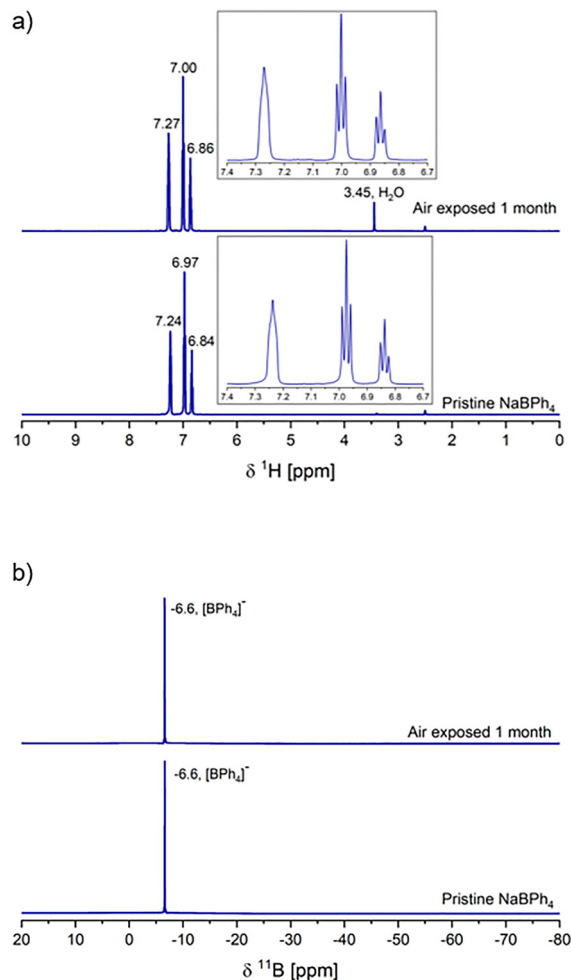 a)
7.00
7.27
6.86
7.4 7.3 7.2 7.1 7.0 6.9 6.8 6.7
3.45, H₂O
Air exposed 1 month
6.97
7.24
6.84
7.4 7.3 7.2 7.1 7.0 6.9 6.8 6.7
Pristine NaBPh₄
10 9 8 7 6 5 4 3 2 1 0
δ ¹H [ppm]
b)
-6.6, [BPh₄]⁻
Air exposed 1 month
-6.6, [BPh₄]⁻
Pristine NaBPh₄
20 10 0 -10 -20 -30 -40 -50 -60 -70 -80
δ ¹¹B [ppm]